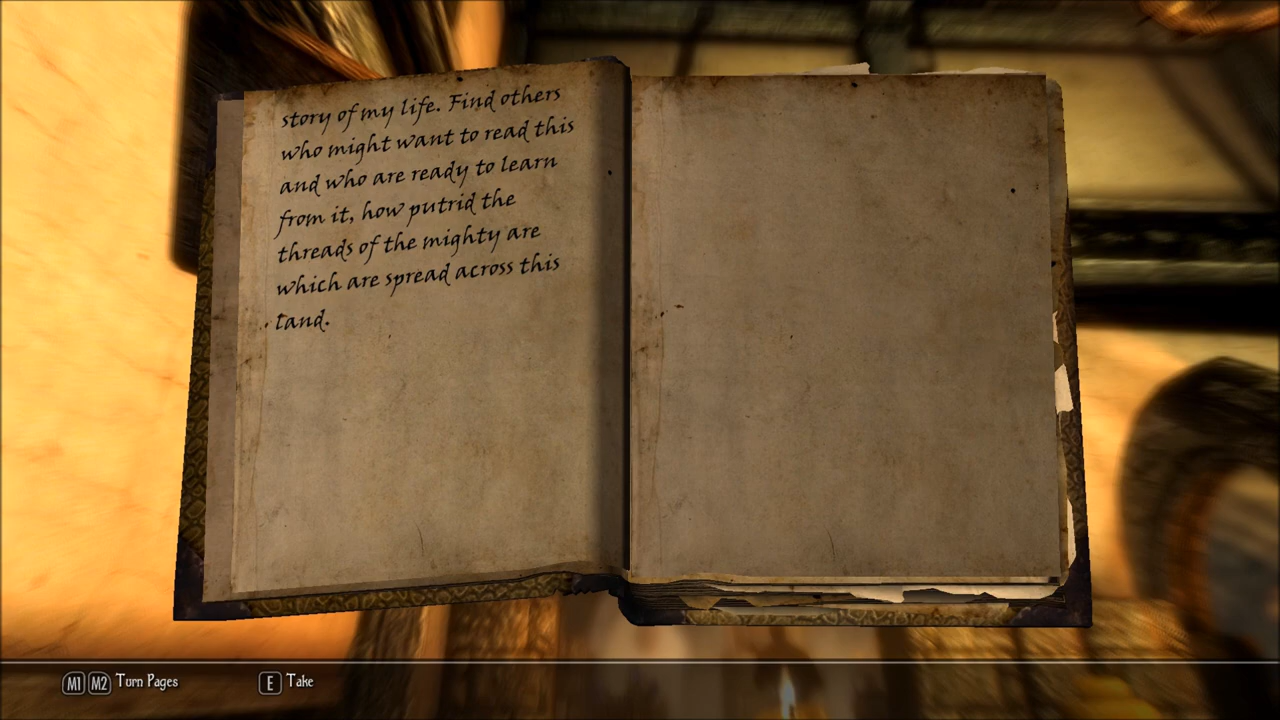 story of my life. Find others
who might want to read this
and who are ready to learn
from it, how putrid the
threads of the mighty are
which are spread across this
land.
M1 M2 Turn Pages E Take